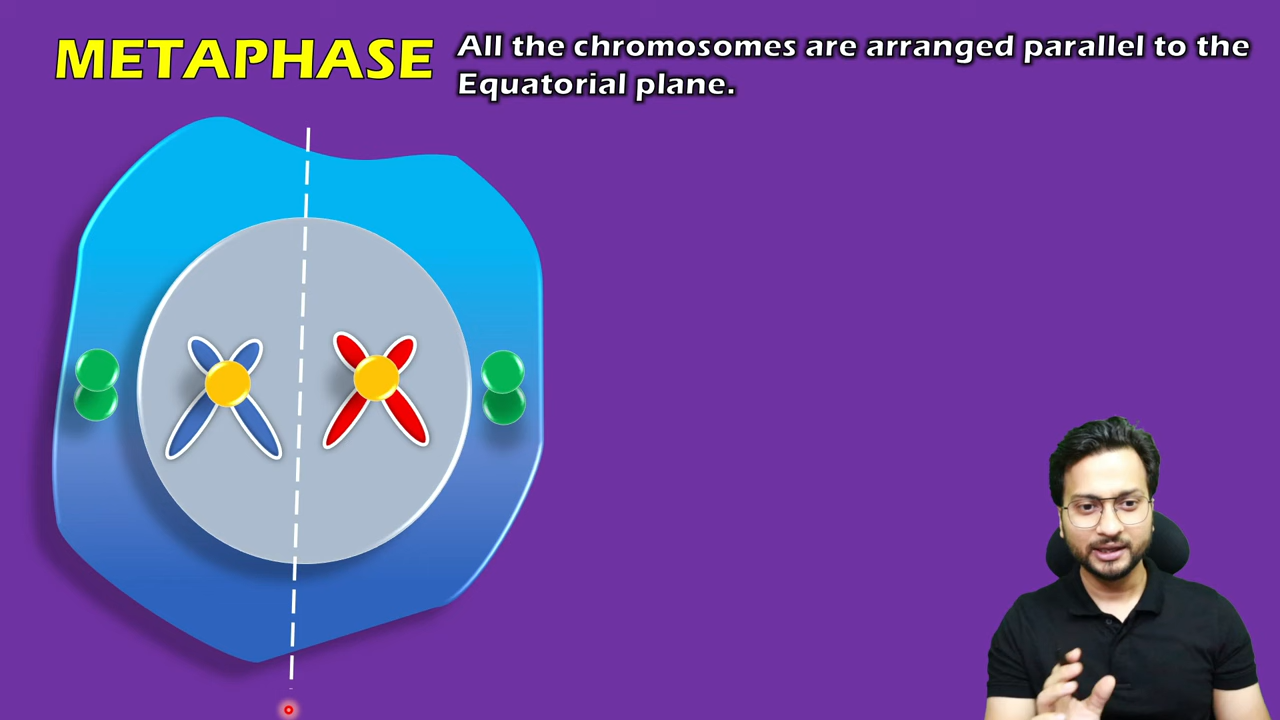 METAPHASE
All the chromosomes are arranged parallel to the
Equatorial plane.